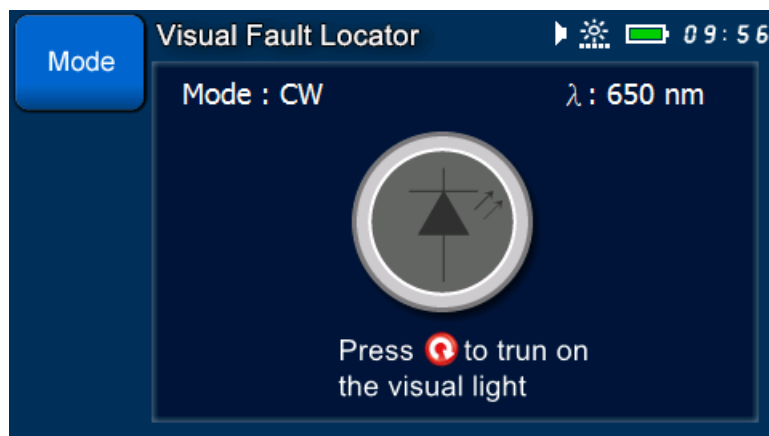 Mode
Visual Fault Locator
09:56
Mode : CW
λ : 650 nm
Press to trun on
the visual light